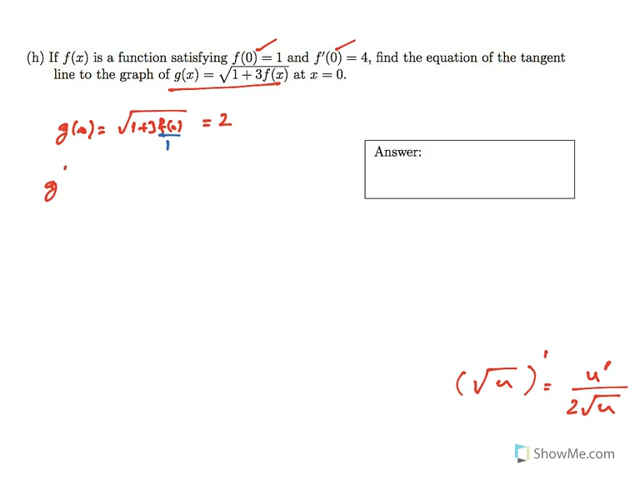 (h) If f(x) is a function satisfying f(0) = 1 and f′(0) = 4, find the equation of the tangent
line to the graph of g(x) = √(1 + 3f(x)) at x = 0.
g(0) = √(1+3f(0)) = 2
1
Answer:
g'
(√u)' = u' / 2√u
ShowMe.com